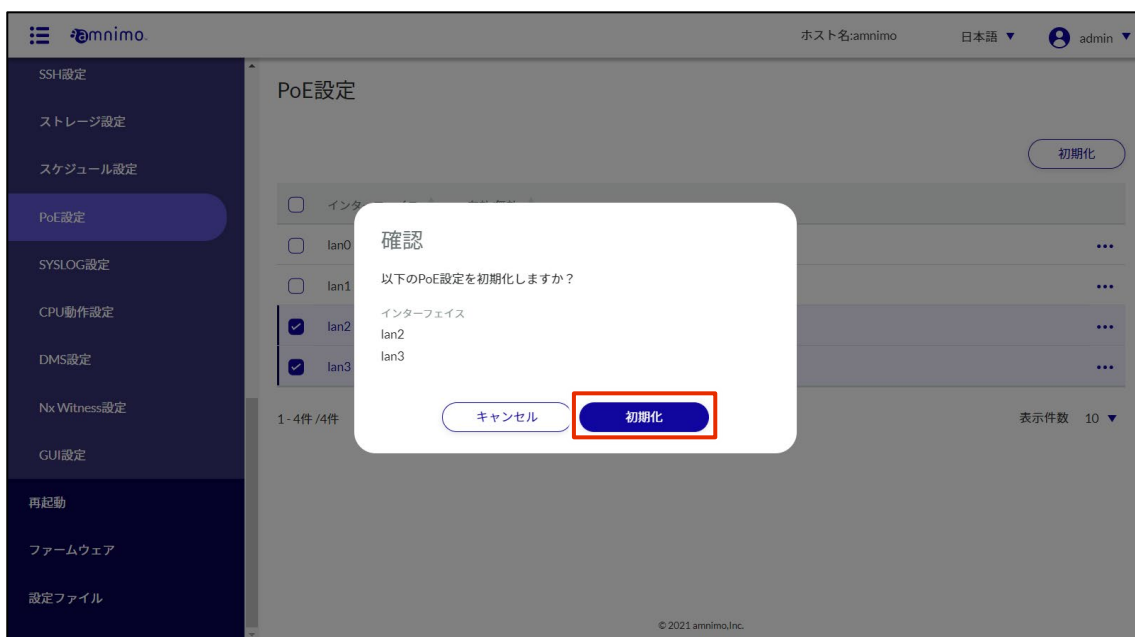 amnimo.
ホスト名:amnimo
日本語 ▼
admin ▼
SSH設定
ストレージ設定
スケジュール設定
PoE設定
SYSLOG設定
CPU動作設定
DMS設定
Nx Witness設定
GUI設定
再起動
ファームウェア
設定ファイル
PoE設定
初期化
lan0
lan1
lan2
lan3
確認
以下のPoE設定を初期化しますか？
インターフェイス
lan2
lan3
キャンセル
初期化
1 - 4件 /4件
表示件数 10 ▼
© 2021 amnimo,Inc.